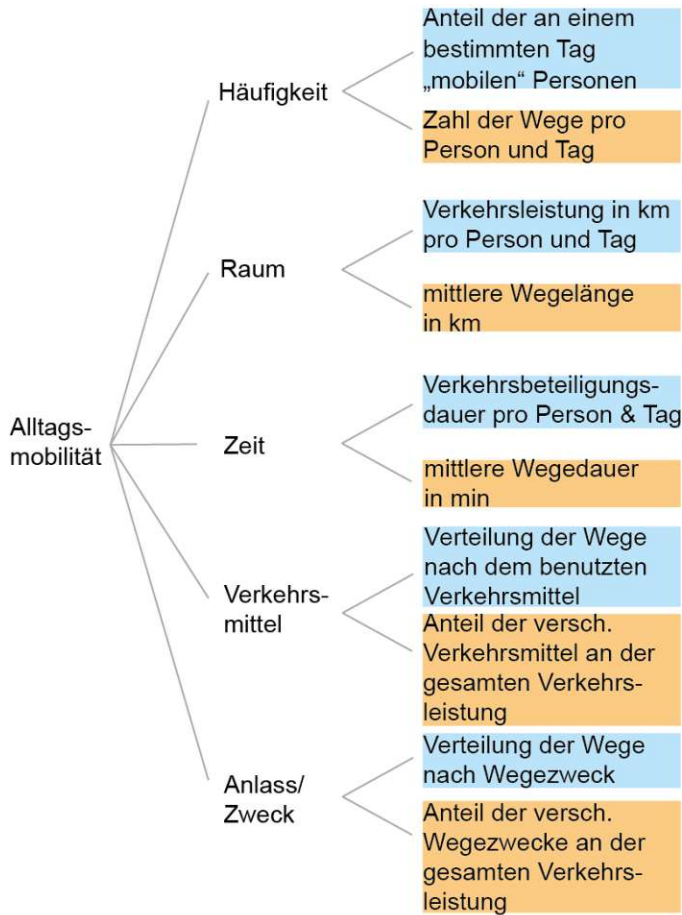 Alltags-
mobilität
Häufigkeit
Anteil der an einem
bestimmten Tag
„mobilen“ Personen
Zahl der Wege pro
Person und Tag
Raum
Verkehrsleistung in km
pro Person und Tag
mittlere Wegelänge
in km
Zeit
Verkehrsbeteiligungs-
dauer pro Person & Tag
mittlere Wegedauer
in min
Verkehrs-
mittel
Verteilung der Wege
nach dem benutzten
Verkehrsmittel
Anteil der versch.
Verkehrsmittel an der
gesamten Verkehrs-
leistung
Anlass/
Zweck
Verteilung der Wege
nach Wegezweck
Anteil der versch.
Wegezwecke an der
gesamten Verkehrs-
leistung